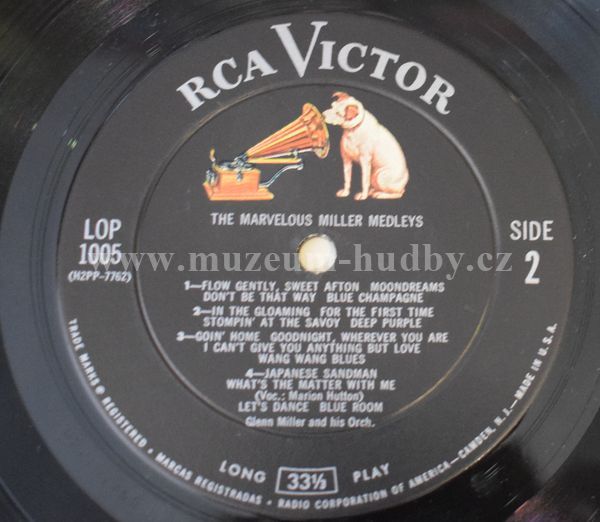 RCA VICTOR
THE MARVELOUS MILLER MEDLEYS
LOP
1005
(H2PP-7762)
SIDE
2
www.muzeum-hudby.cz
1—FLOW GENTLY, SWEET AFTON MOONDREAMS
DON'T BE THAT WAY BLUE CHAMPAGNE
2—IN THE GLOAMING FOR THE FIRST TIME
STOMPIN' AT THE SAVOY DEEP PURPLE
3—GOIN' HOME GOODNIGHT, WHEREVER YOU ARE
I CAN'T GIVE YOU ANYTHING BUT LOVE
WANG WANG BLUES
4—JAPANESE SANDMAN
WHAT'S THE MATTER WITH ME
(Voc.: Marion Hutton)
LET'S DANCE BLUE ROOM
Glenn Miller and his Orch.
LONG 33⅓ PLAY
TRADE MARKS ® REGISTERED • MARCAS REGISTRADAS • RADIO CORPORATION OF AMERICA—CAMDEN, N. J.—MADE IN U.S.A.